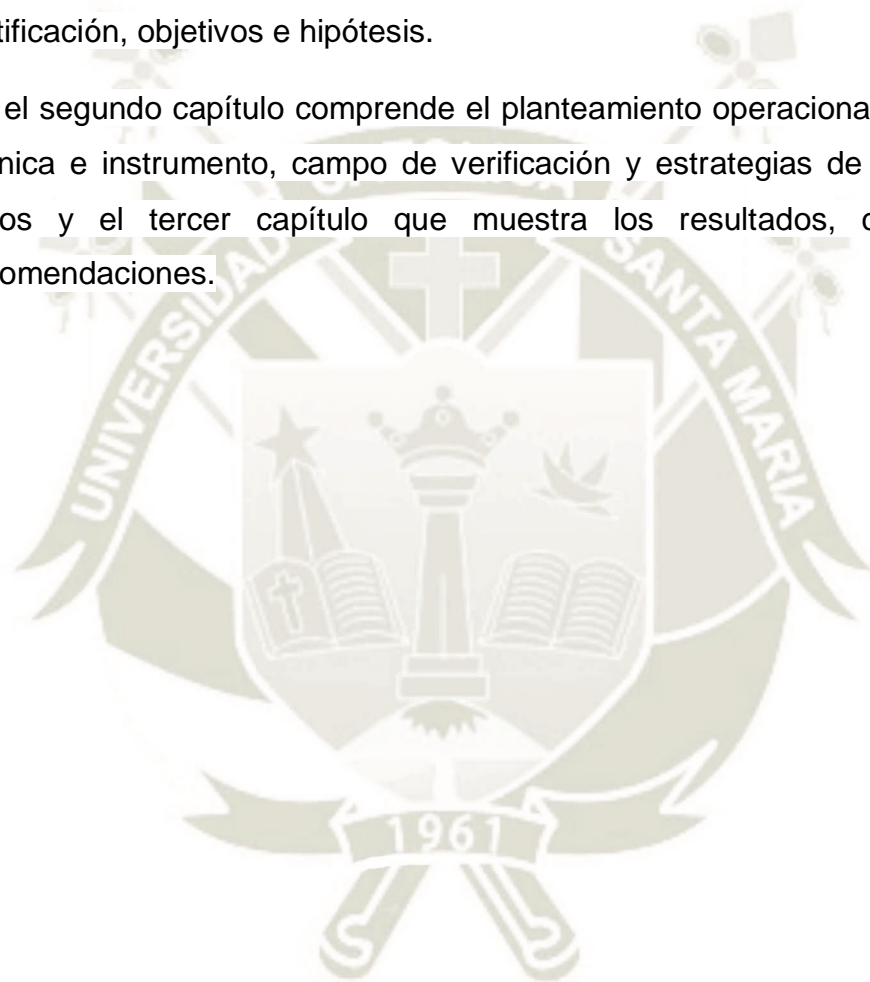 tificación, objetivos e hipótesis.
el segundo capítulo comprende el planteamiento operaciona
nica e instrumento, campo de verificación y estrategias de
os y el tercer capítulo que muestra los resultados, c
omendaciones.
UNIVERSIDAD CATOLICA SANTA MARIA
1961